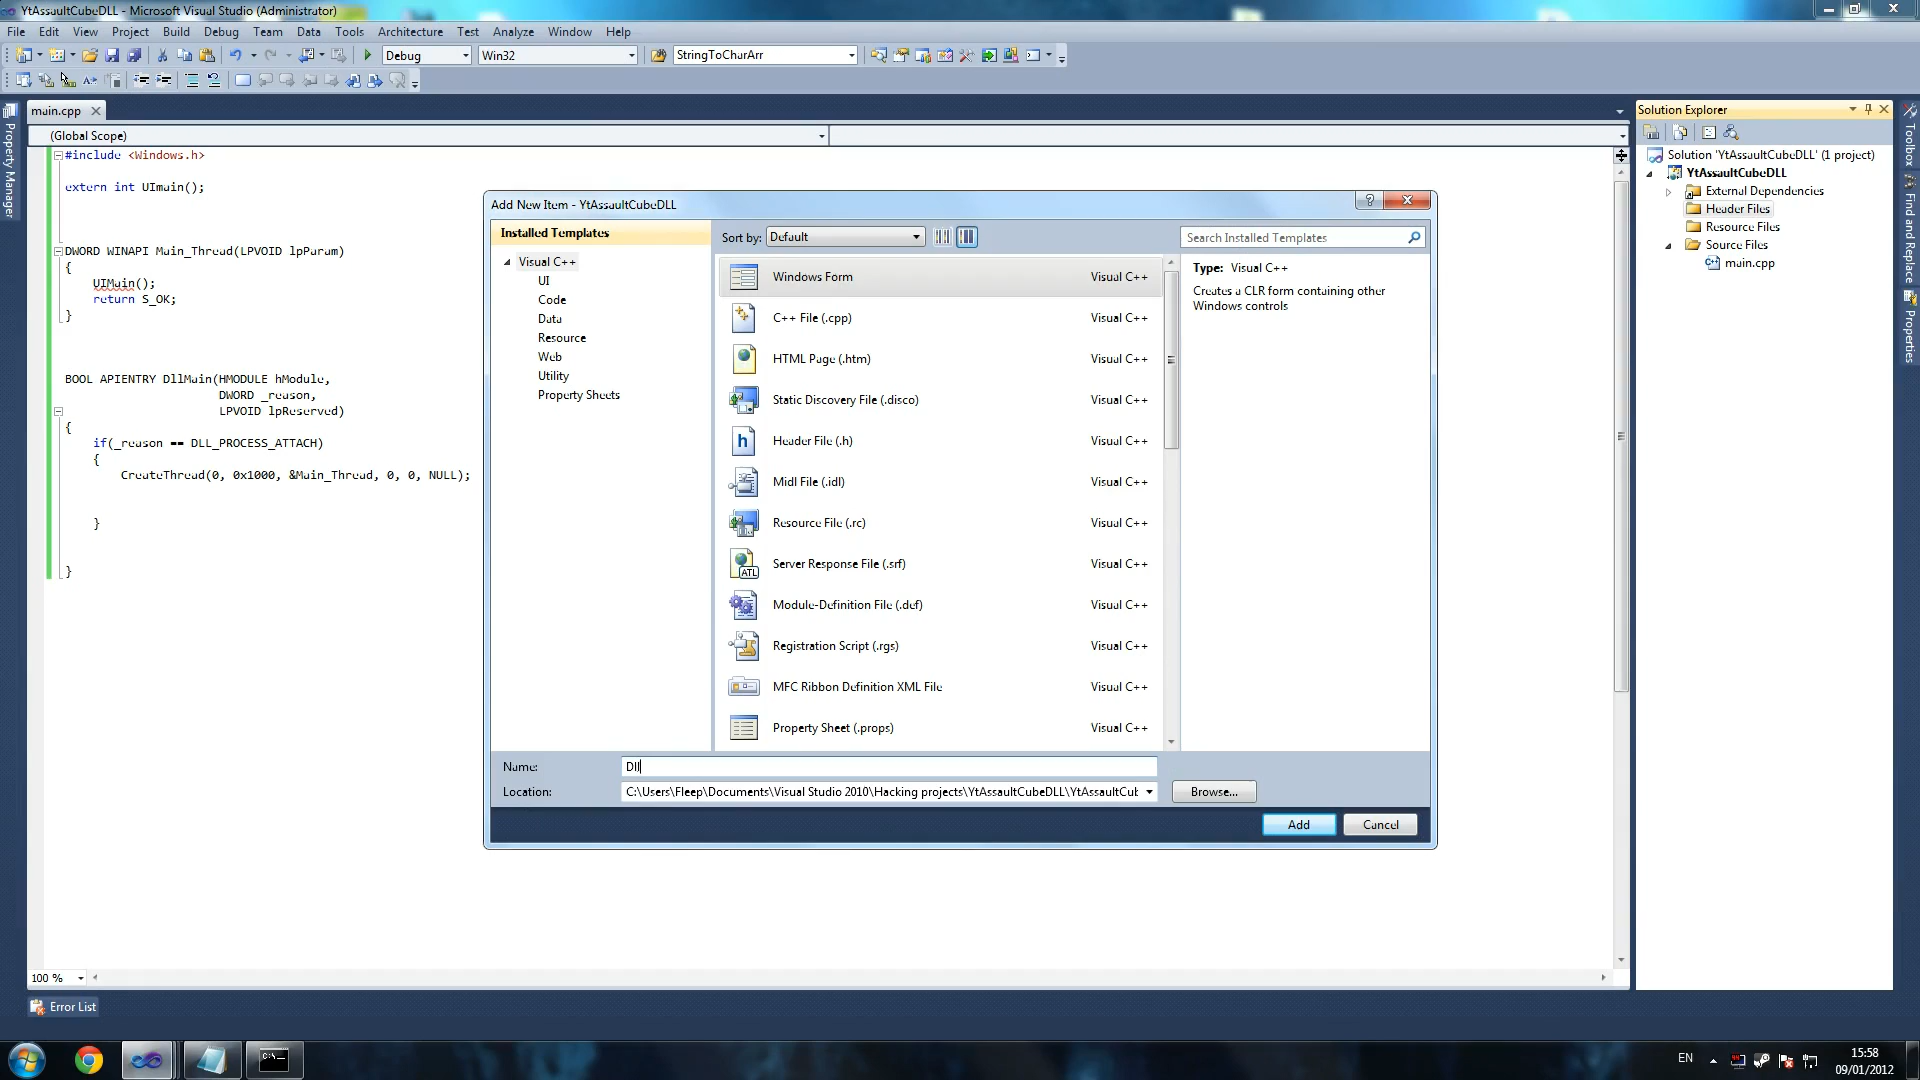 YtAssaultCubeDLL - Microsoft Visual Studio (Administrator)
File Edit View Project Build Debug Team Data Tools Architecture Test Analyze Window Help
Debug Win32 StringToCharArr
main.cpp
(Global Scope)
Property Manager
#include <Windows.h>
extern int UImain();
DWORD WINAPI Main_Thread(LPVOID lpParam)
{
UIMain();
return S_OK;
}
BOOL APIENTRY DllMain(HMODULE hModule,
DWORD _reason,
LPVOID lpReserved)
{
if(_reason == DLL_PROCESS_ATTACH)
{
CreateThread(0, 0x1000, &Main_Thread, 0, 0, NULL);
}
}
100 %
Error List
Add New Item - YtAssaultCubeDLL
Installed Templates
Visual C++
UI
Code
Data
Resource
Web
Utility
Property Sheets
Sort by: Default
Search Installed Templates
Windows Form Visual C++
C++ File (.cpp) Visual C++
HTML Page (.htm) Visual C++
Static Discovery File (.disco) Visual C++
Header File (.h) Visual C++
Midl File (.idl) Visual C++
Resource File (.rc) Visual C++
Server Response File (.srf) Visual C++
Module-Definition File (.def) Visual C++
Registration Script (.rgs) Visual C++
MFC Ribbon Definition XML File Visual C++
Property Sheet (.props) Visual C++
Type: Visual C++
Creates a CLR form containing other
Windows controls
Name: Dll
Location: C:\Users\Fleep\Documents\Visual Studio 2010\Hacking projects\YtAssaultCubeDLL\YtAssaultCub
Browse...
Add Cancel
Solution Explorer
Solution 'YtAssaultCubeDLL' (1 project)
YtAssaultCubeDLL
External Dependencies
Header Files
Resource Files
Source Files
main.cpp
Toolbox
Find and Replace
Properties
EN
15:58
09/01/2012